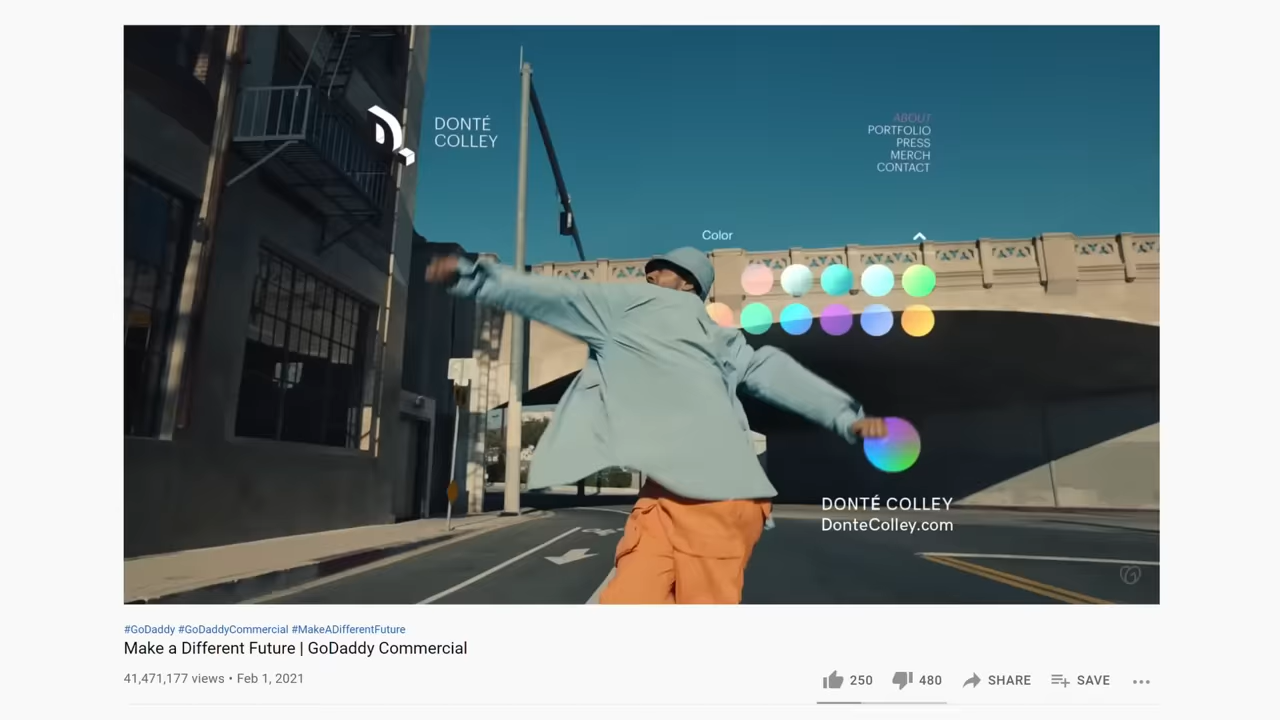 DONTÉ
COLLEY
ABOUT
PORTFOLIO
PRESS
MERCH
CONTACT
Color
DONTÉ COLLEY
DonteColley.com
#GoDaddy #GoDaddyCommercial #MakeADifferentFuture
Make a Different Future | GoDaddy Commercial
41,471,177 views • Feb 1, 2021
250 480 SHARE SAVE